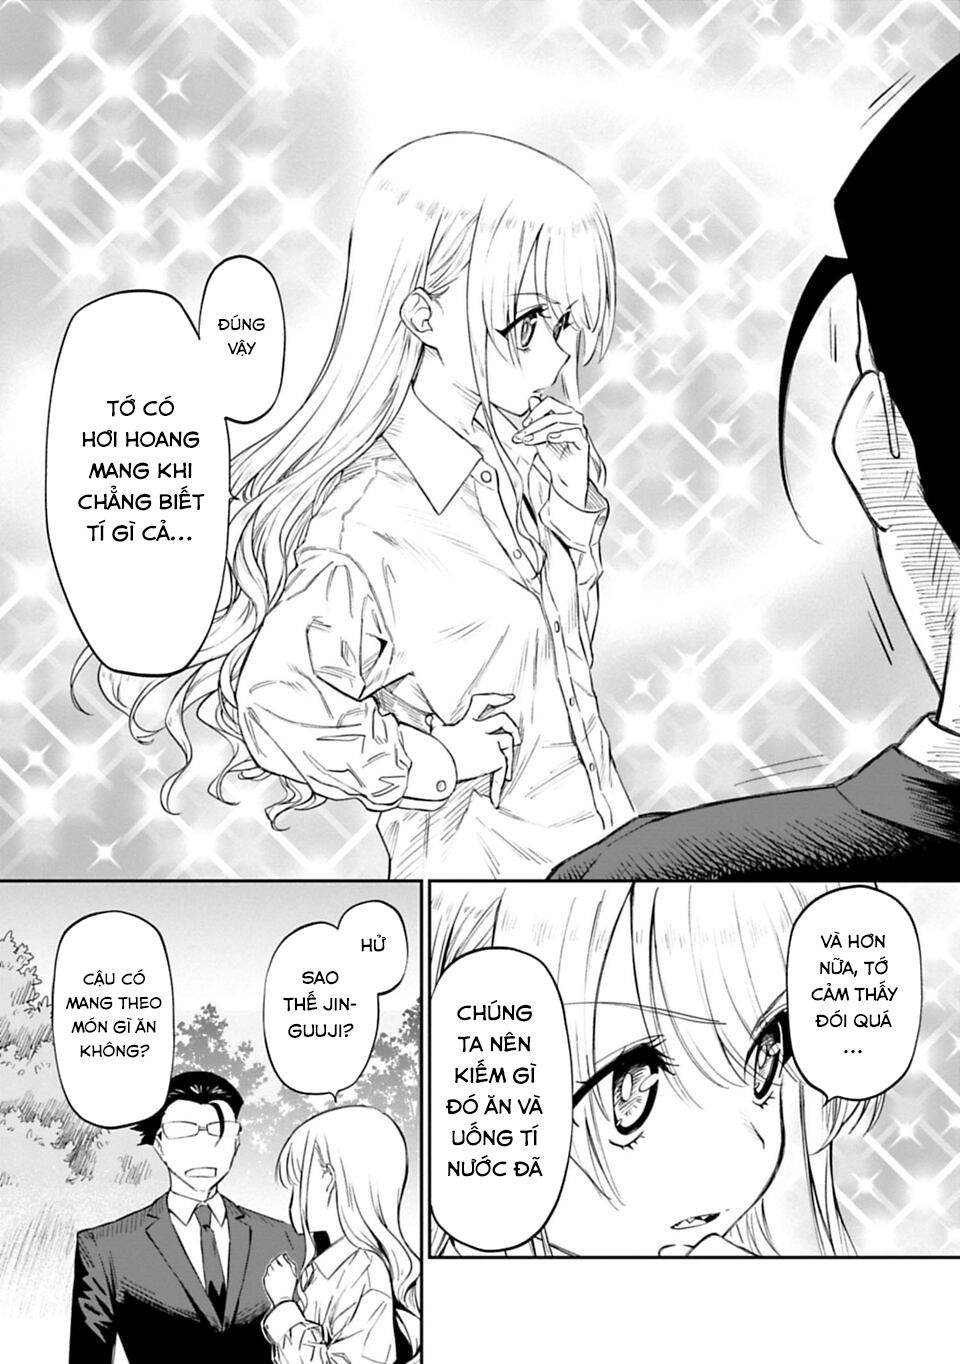 ĐÚNG
VẬY
TỚ CÓ
HƠI HOANG
MANG KHI
CHẲNG BIẾT
TÍ GÌ CẢ...
VÀ HƠN
NỮA, TỚ
CẢM THẤY
ĐÓI QUÁ
...
CHÚNG
TA NÊN
KIẾM GÌ
ĐÓ ĂN VÀ
UỐNG TÍ
NƯỚC ĐÃ
HỬ
SAO
THẾ JIN-
GUUJI?
CẬU CÓ
MANG THEO
MÓN GÌ ĂN
KHÔNG?